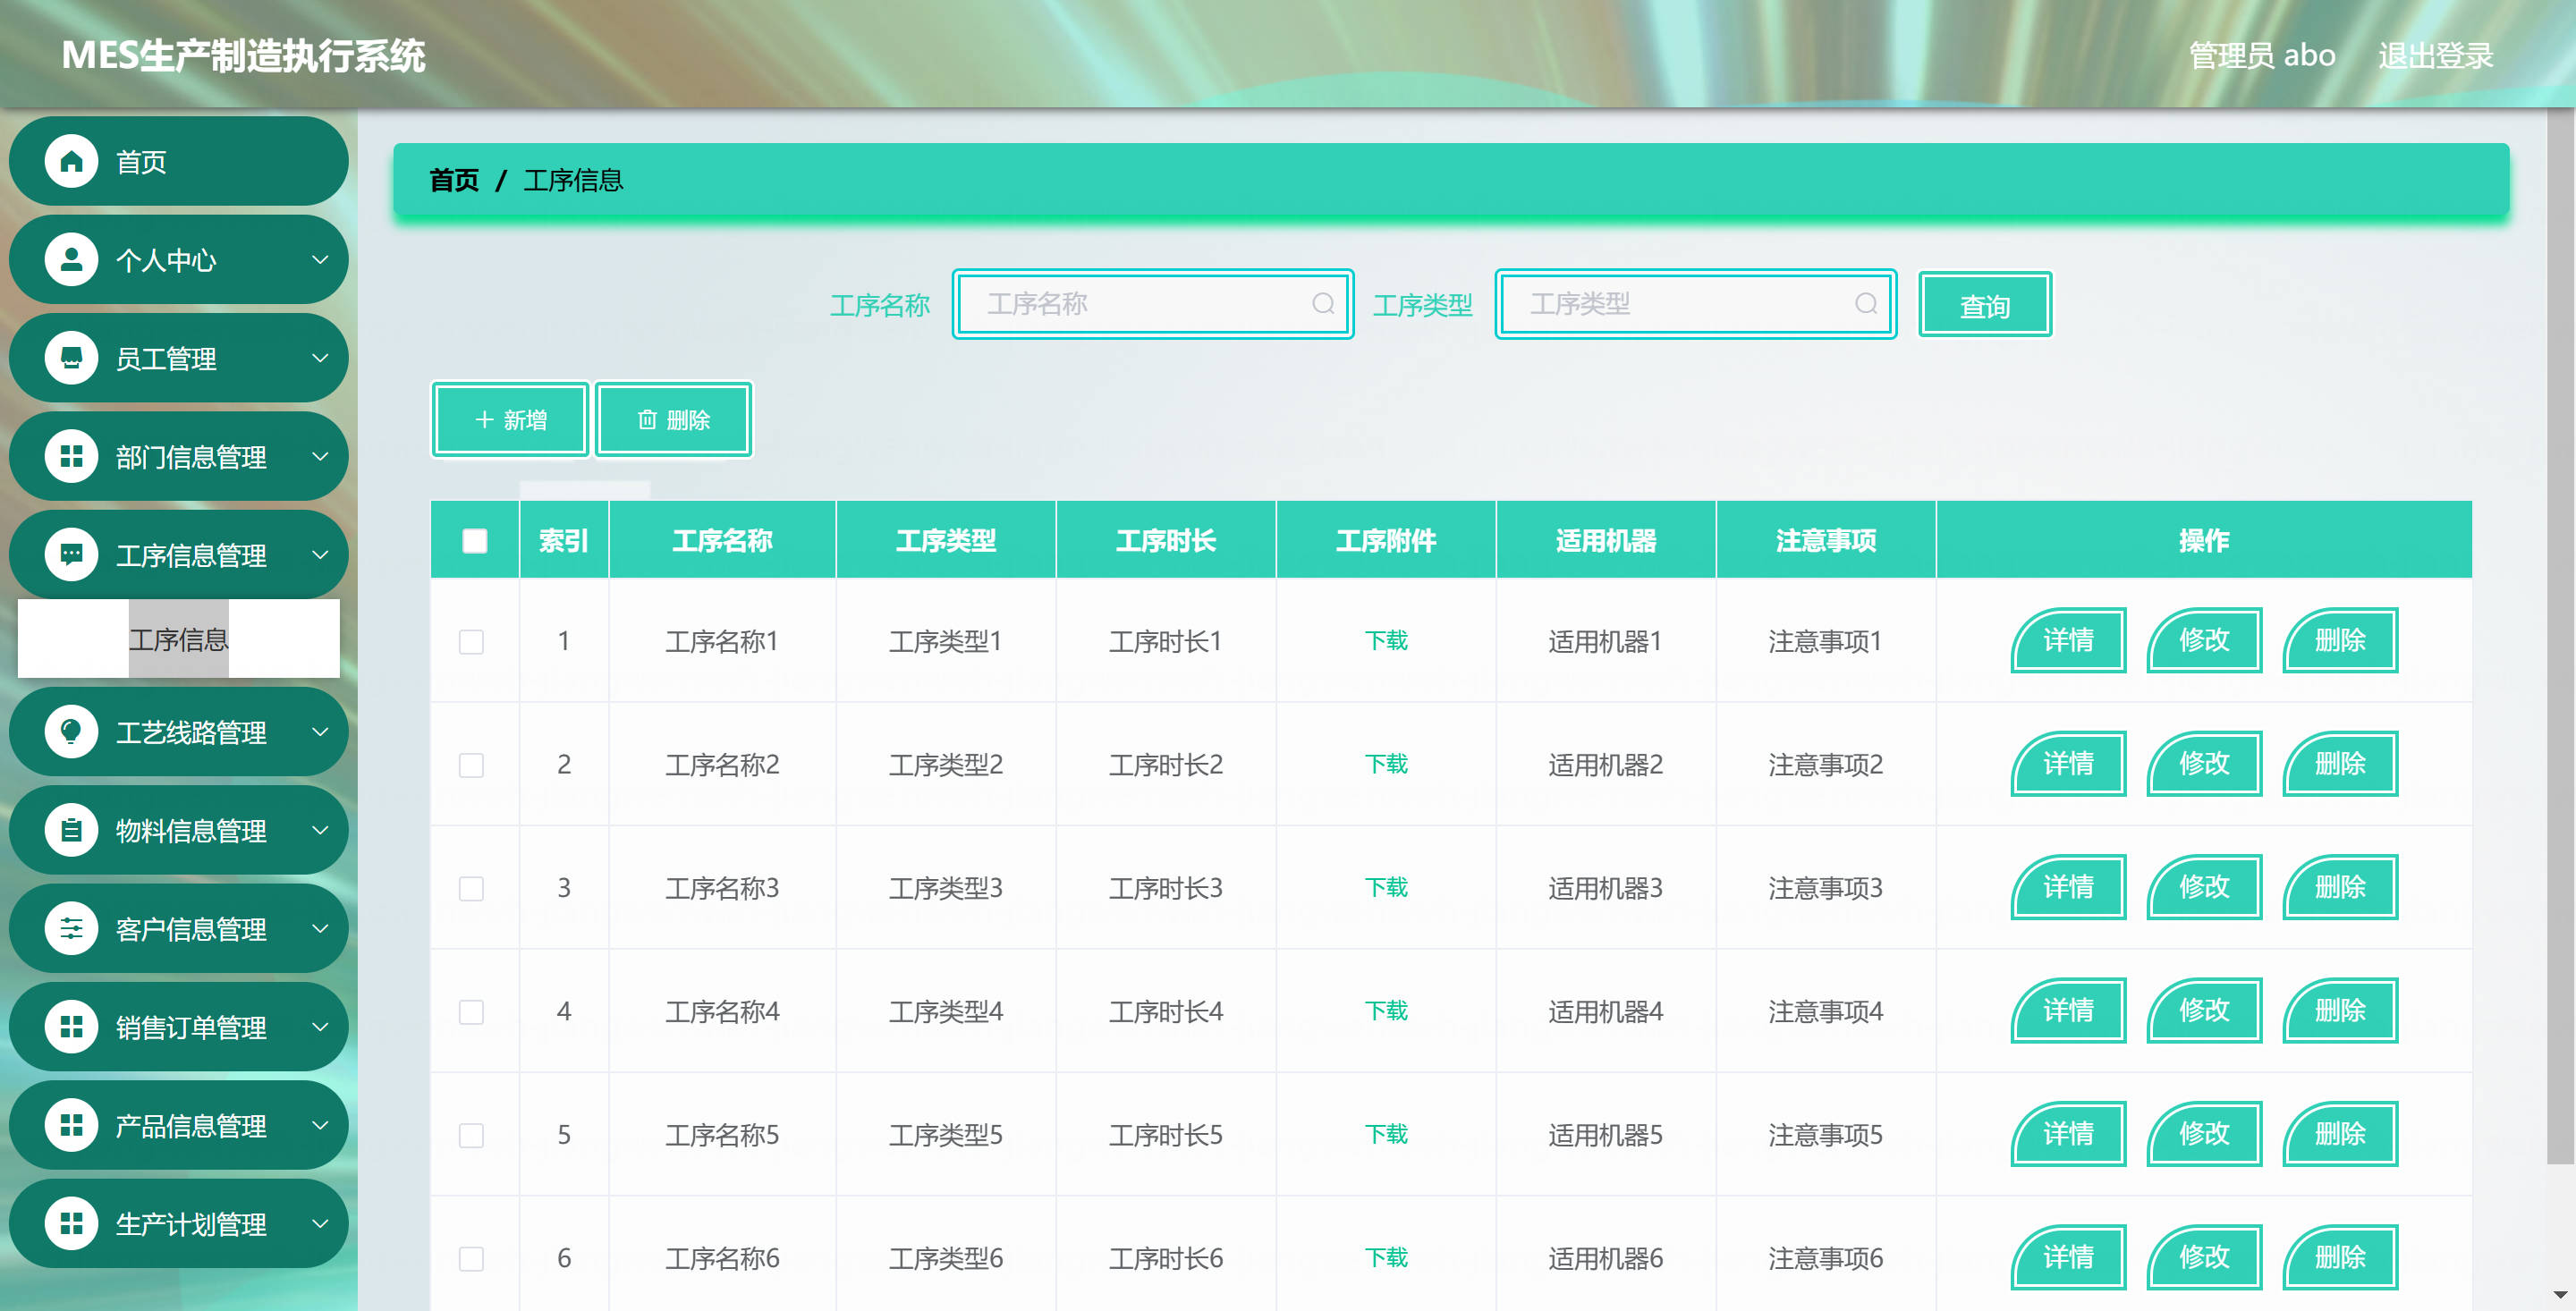 MES生产制造执行系统
管理员 abo 退出登录
首页
个人中心
员工管理
部门信息管理
工序信息管理
工序信息
工艺线路管理
物料信息管理
客户信息管理
销售订单管理
产品信息管理
生产计划管理
首页 / 工序信息
工序名称 工序名称 工序类型 工序类型 查询
新增 删除
索引 工序名称 工序类型 工序时长 工序附件 适用机器 注意事项 操作
1 工序名称1 工序类型1 工序时长1 下载 适用机器1 注意事项1 详情 修改 删除
2 工序名称2 工序类型2 工序时长2 下载 适用机器2 注意事项2 详情 修改 删除
3 工序名称3 工序类型3 工序时长3 下载 适用机器3 注意事项3 详情 修改 删除
4 工序名称4 工序类型4 工序时长4 下载 适用机器4 注意事项4 详情 修改 删除
5 工序名称5 工序类型5 工序时长5 下载 适用机器5 注意事项5 详情 修改 删除
6 工序名称6 工序类型6 工序时长6 下载 适用机器6 注意事项6 详情 修改 删除